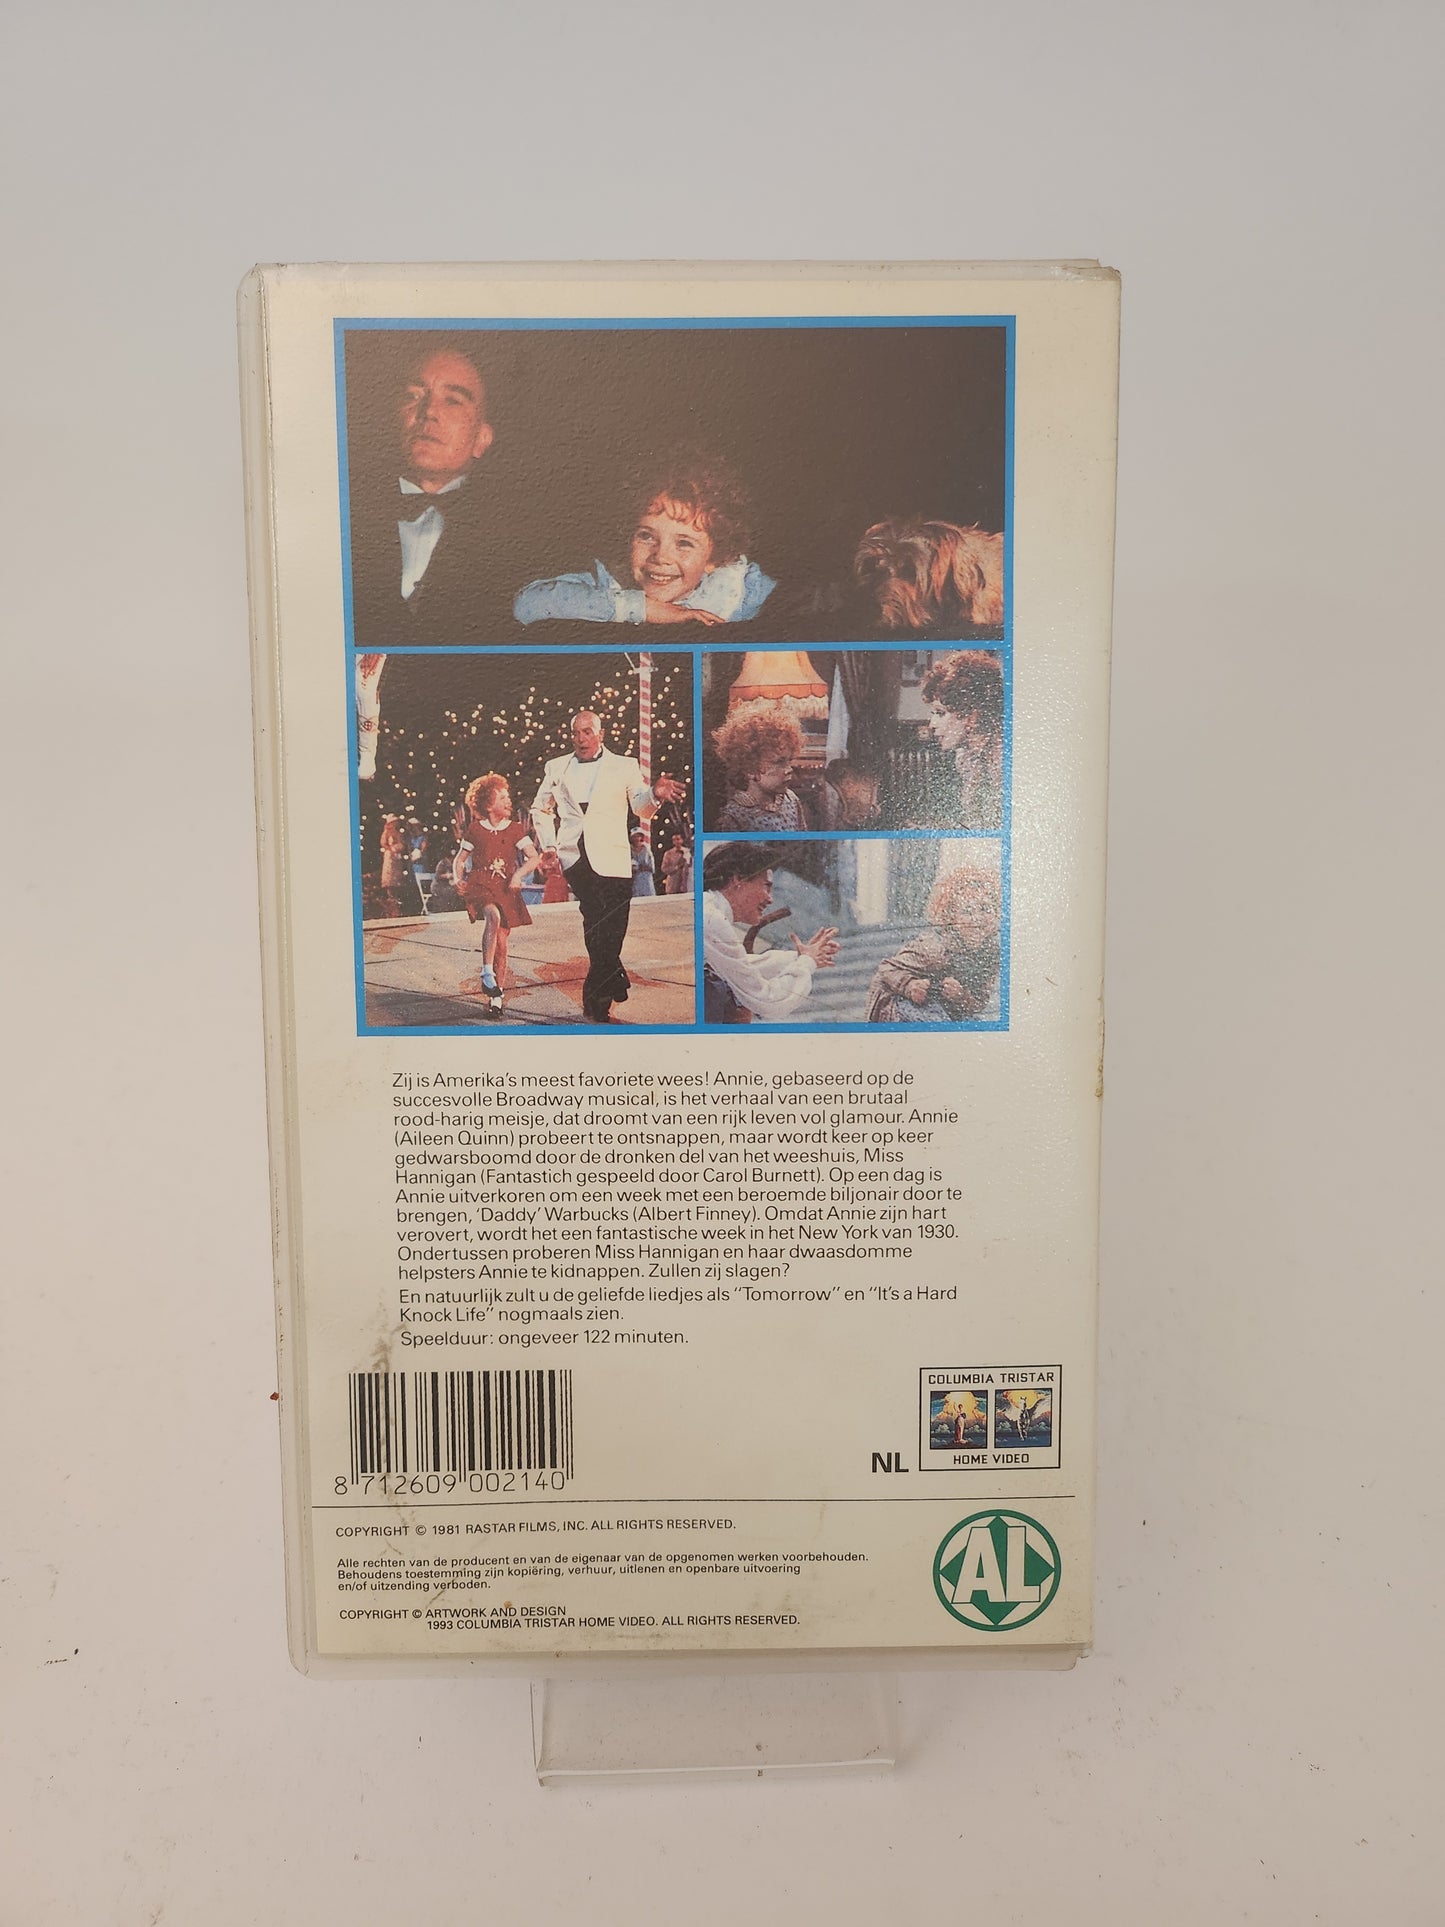 Zij is Amerika's meest favoriete wees! Annie, gebaseerd op de
succesvolle Broadway musical, is het verhaal van een brutaal
rood-harig meisje, dat droomt van een rijk leven vol glamour. Annie
(Aileen Quinn) probeert te ontsnappen, maar wordt keer op keer
gedwarsboomd door de dronken del van het weeshuis, Miss
Hannigan (Fantastich gespeeld door Carol Burnett). Op een dag is
Annie uitverkoren om een week met een beroemde biljonair door te
brengen, 'Daddy' Warbucks (Albert Finney). Omdat Annie zijn hart
verovert, wordt het een fantastische week in het New York van 1930.
Ondertussen proberen Miss Hannigan en haar dwaasdomme
helpsters Annie te kidnappen. Zullen zij slagen?
En natuurlijk zult u de geliefde liedjes als "Tomorrow" en "It's a Hard
Knock Life" nogmaals zien.
Speelduur: ongeveer 122 minuten.
8 712609 002140
NL
COLUMBIA TRISTAR
HOME VIDEO
COPYRIGHT © 1981 RASTAR FILMS, INC. ALL RIGHTS RESERVED.
Alle rechten van de producent en van de eigenaar van de opgenomen werken voorbehouden.
Behoudens toestemming zijn kopiëring, verhuur, uitlenen en openbare uitvoering
en/of uitzending verboden.
COPYRIGHT © ARTWORK AND DESIGN
1993 COLUMBIA TRISTAR HOME VIDEO. ALL RIGHTS RESERVED.
AL